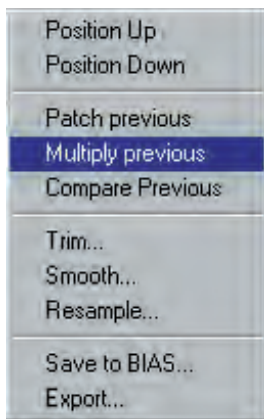 Position Up
Position Down
Patch previous
Multiply previous
Compare Previous
Trim...
Smooth...
Resample...
Save to BIAS...
Export...